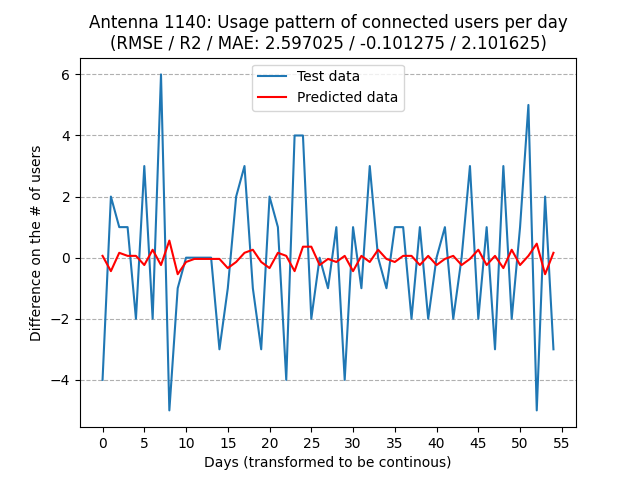 Antenna 1140: Usage pattern of connected users per day
(RMSE / R2 / MAE: 2.597025 / -0.101275 / 2.101625)
Test data
Predicted data
6
4
2
0
−2
−4
Difference on the # of users
0 5 10 15 20 25 30 35 40 45 50 55
Days (transformed to be continous)